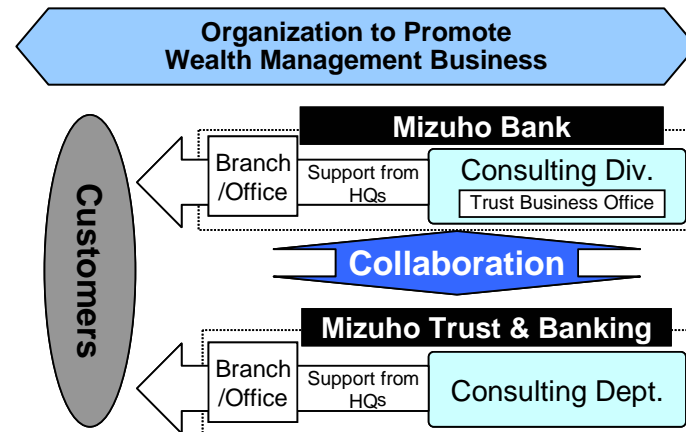 Organization to Promote
Wealth Management Business
Customers
Mizuho Bank
Branch
/Office
Support from
HQs
Consulting Div.
Trust Business Office
Collaboration
Mizuho Trust & Banking
Branch
/Office
Support from
HQs
Consulting Dept.